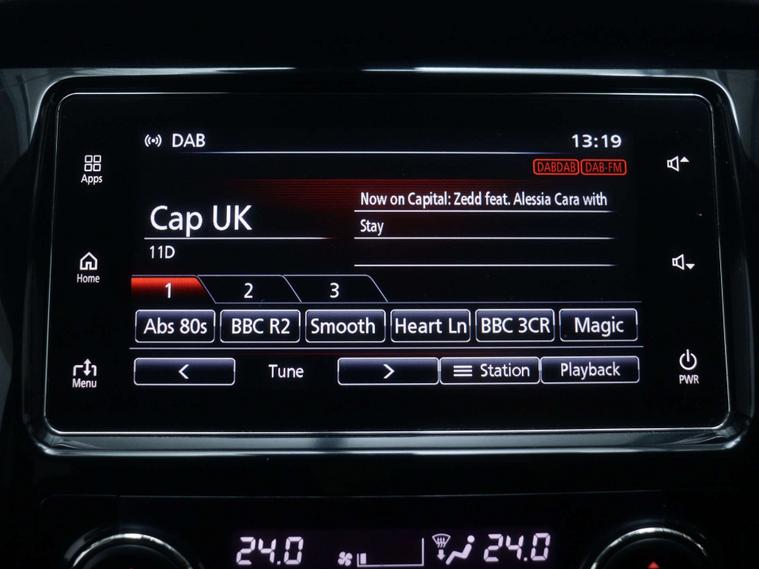 DAB
13:19
DABDAB DAB-FM
Apps
Now on Capital: Zedd feat. Alessia Cara with
Cap UK
Stay
11D
Home
1 2 3
Abs 80s BBC R2 Smooth Heart Ln BBC 3CR Magic
Menu
< Tune > Station Playback
PWR
24.0 24.0